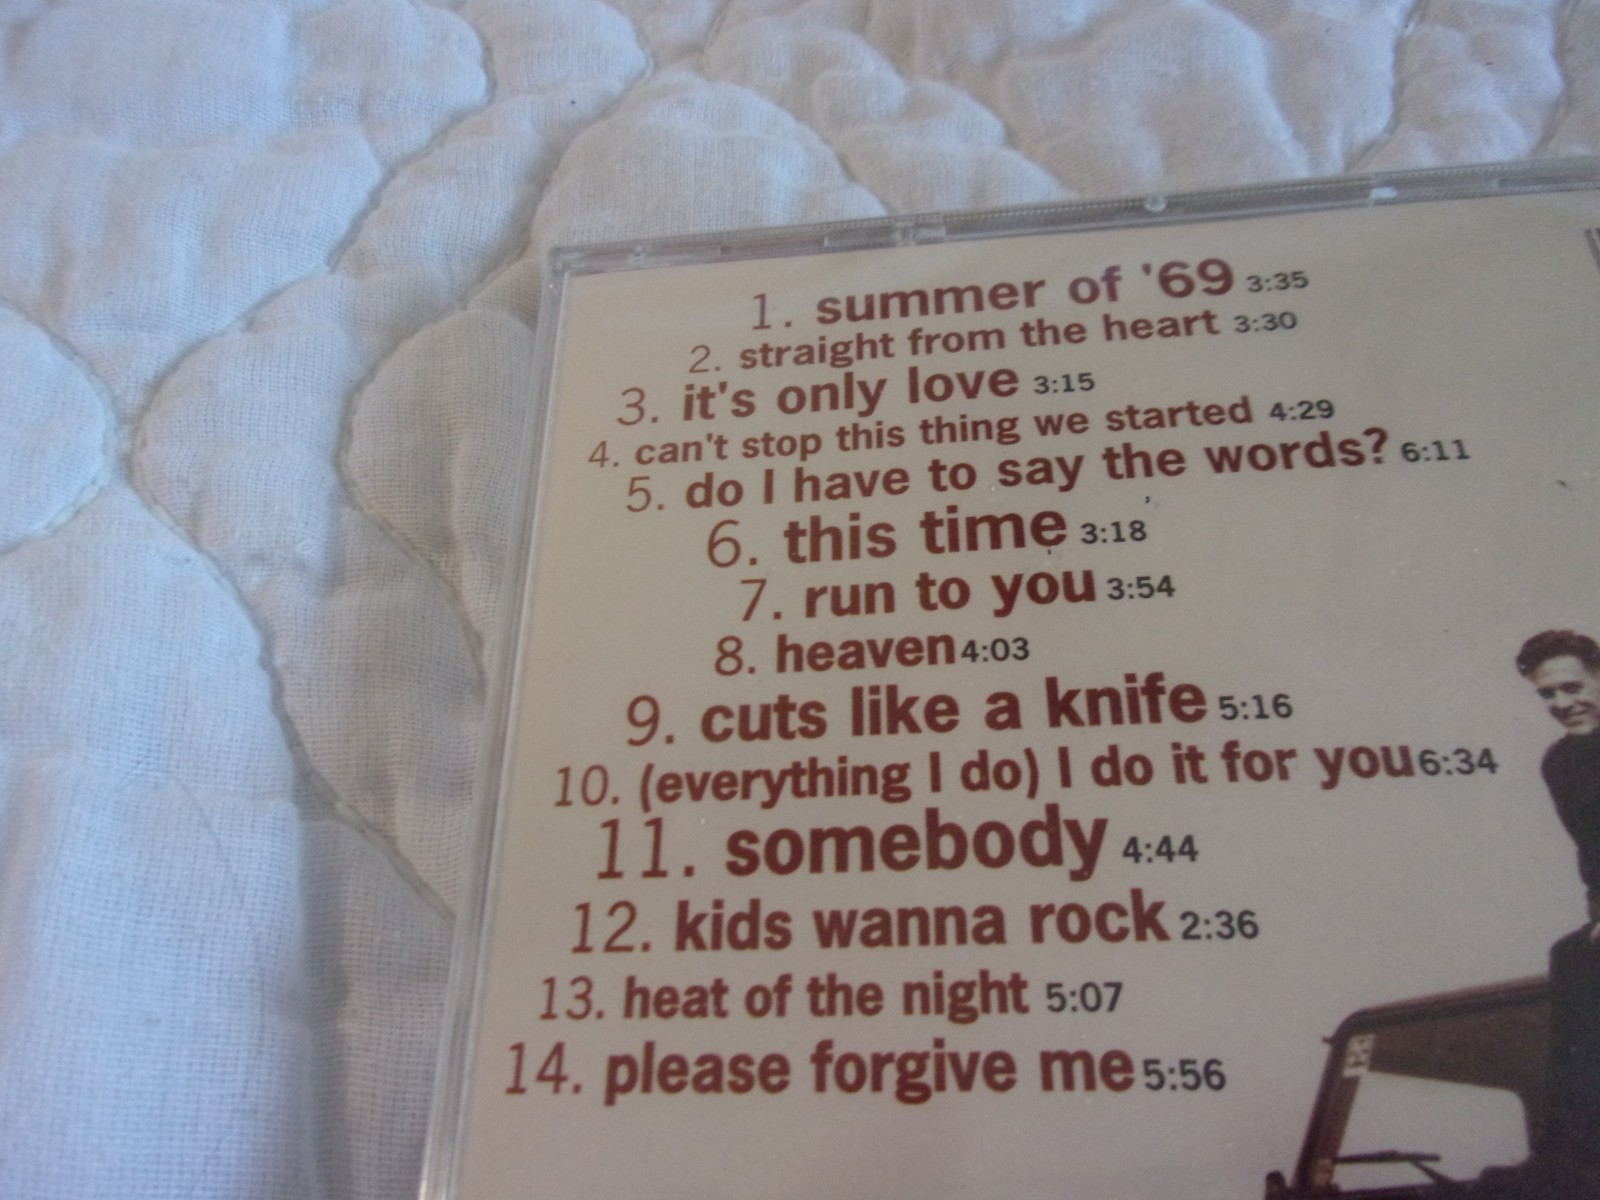 1. summer of '69 3:35
2. straight from the heart 3:30
3. it's only love 3:15
4. can't stop this thing we started 4:29
5. do I have to say the words? 6:11
6. this time 3:18
7. run to you 3:54
8. heaven 4:03
9. cuts like a knife 5:16
10. (everything I do) I do it for you 6:34
11. somebody 4:44
12. kids wanna rock 2:36
13. heat of the night 5:07
14. please forgive me 5:56